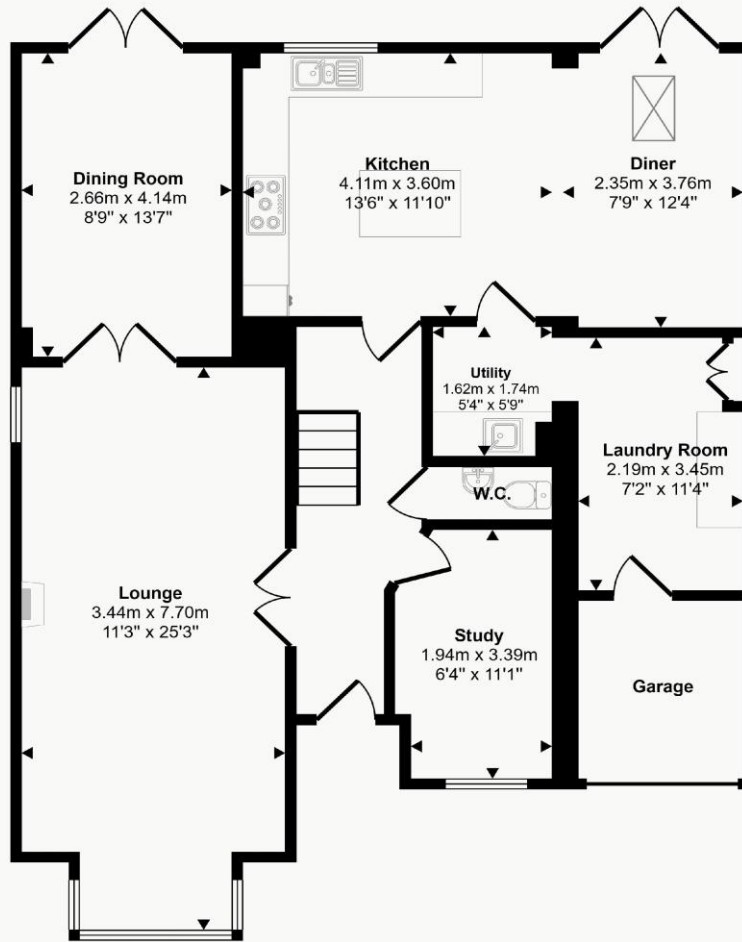 Dining Room
2.66m x 4.14m
8'9" x 13'7"
Kitchen
4.11m x 3.60m
13'6" x 11'10"
Diner
2.35m x 3.76m
7'9" x 12'4"
Utility
1.62m x 1.74m
5'4" x 5'9"
Laundry Room
2.19m x 3.45m
7'2" x 11'4"
W.C.
Lounge
3.44m x 7.70m
11'3" x 25'3"
Study
1.94m x 3.39m
6'4" x 11'1"
Garage